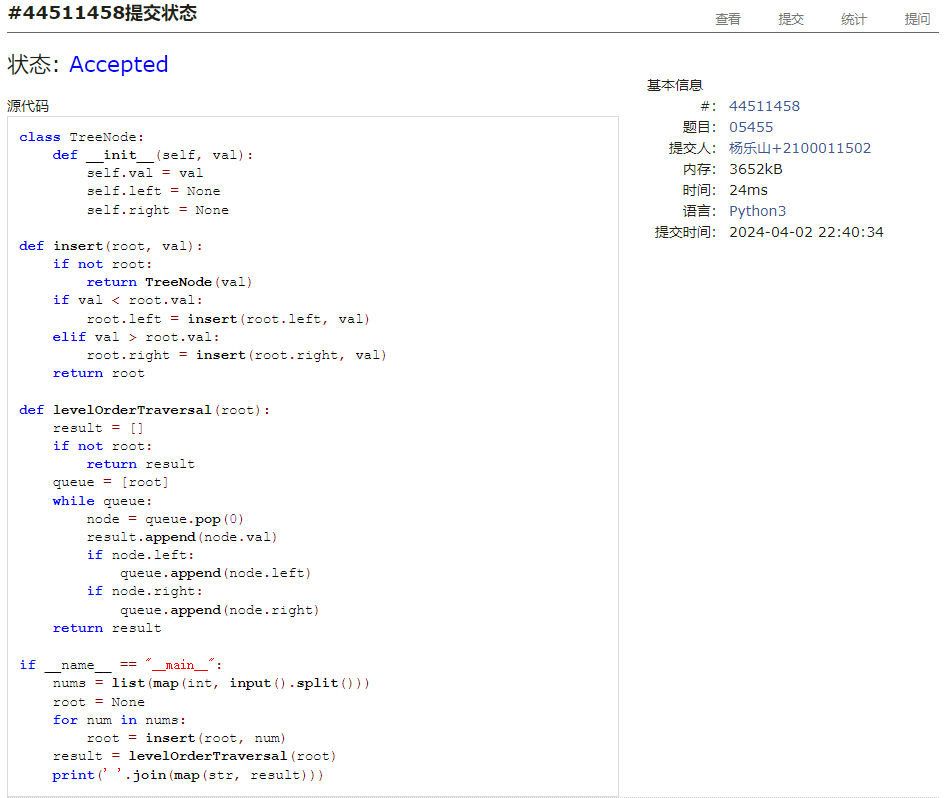 #44511458提交状态
查看 提交 统计 提问
状态: Accepted
源代码
class TreeNode:
    def __init__(self, val):
        self.val = val
        self.left = None
        self.right = None

def insert(root, val):
    if not root:
        return TreeNode(val)
    if val < root.val:
        root.left = insert(root.left, val)
    elif val > root.val:
        root.right = insert(root.right, val)
    return root

def levelOrderTraversal(root):
    result = []
    if not root:
        return result
    queue = [root]
    while queue:
        node = queue.pop(0)
        result.append(node.val)
        if node.left:
            queue.append(node.left)
        if node.right:
            queue.append(node.right)
    return result

if __name__ == "__main__":
    nums = list(map(int, input().split()))
    root = None
    for num in nums:
        root = insert(root, num)
    result = levelOrderTraversal(root)
    print(' '.join(map(str, result)))
基本信息
#: 44511458
题目: 05455
提交人: 杨乐山+2100011502
内存: 3652kB
时间: 24ms
语言: Python3
提交时间: 2024-04-02 22:40:34